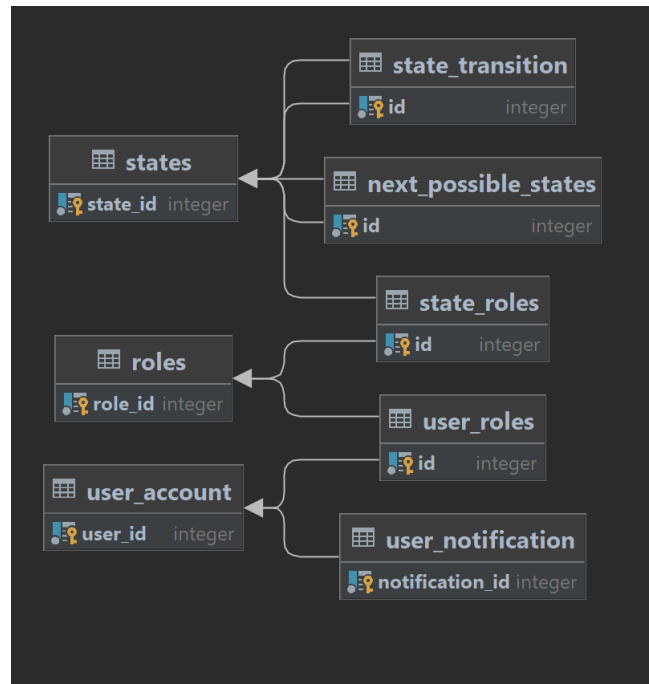 state_transition
id integer
states
state_id integer
next_possible_states
id integer
state_roles
id integer
roles
role_id integer
user_roles
id integer
user_account
user_id integer
user_notification
notification_id integer